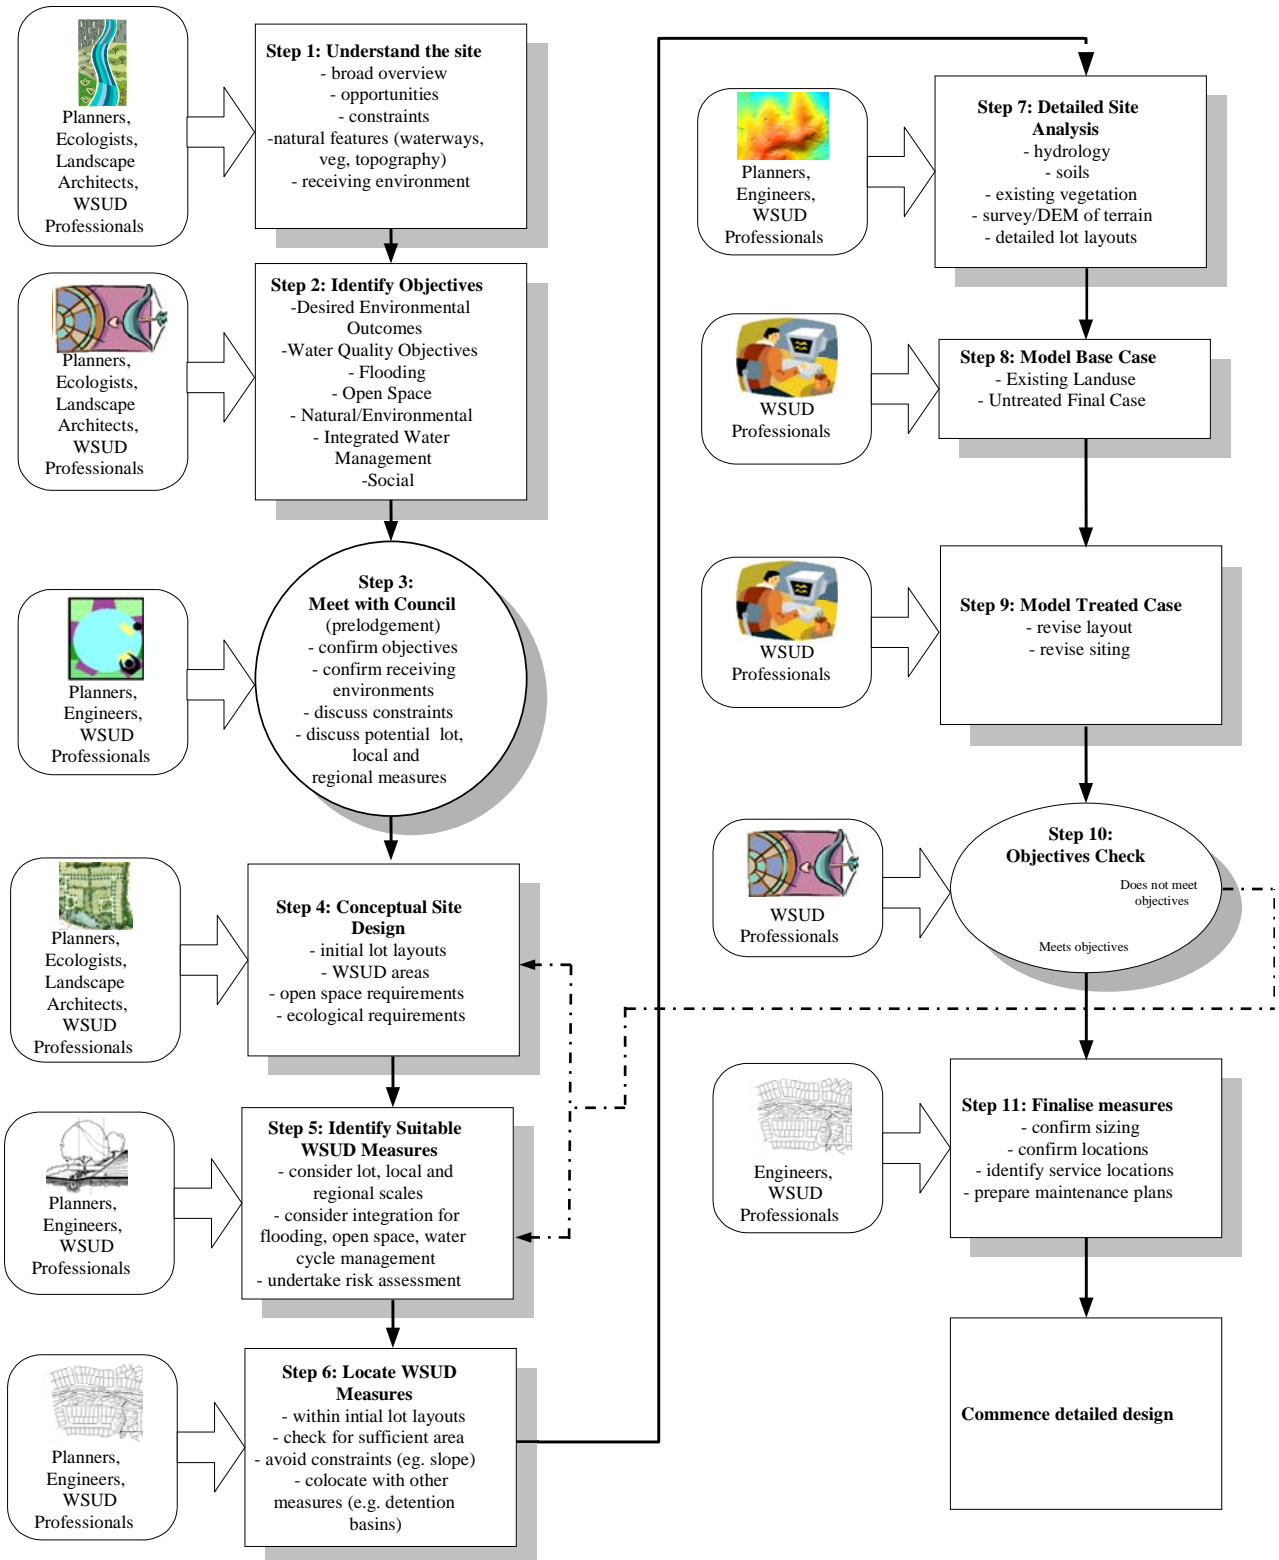 Planners,
Ecologists,
Landscape
Architects,
WSUD
Professionals
Step 1: Understand the site
- broad overview
- opportunities
- constraints
-natural features (waterways,
veg, topography)
- receiving environment
Planners,
Ecologists,
Landscape
Architects,
WSUD
Professionals
Step 2: Identify Objectives
-Desired Environmental
Outcomes
-Water Quality Objectives
- Flooding
- Open Space
- Natural/Environmental
- Integrated Water
Management
-Social
Planners,
Engineers,
WSUD
Professionals
Step 3:
Meet with Council
(prelodgement)
- confirm objectives
- confirm receiving
environments
- discuss constraints
- discuss potential lot,
local and
regional measures
Planners,
Ecologists,
Landscape
Architects,
WSUD
Professionals
Step 4: Conceptual Site
Design
- initial lot layouts
- WSUD areas
- open space requirements
- ecological requirements
Planners,
Engineers,
WSUD
Professionals
Step 5: Identify Suitable
WSUD Measures
- consider lot, local and
regional scales
- consider integration for
flooding, open space, water
cycle management
- undertake risk assessment
Planners,
Engineers,
WSUD
Professionals
Step 6: Locate WSUD
Measures
- within intial lot layouts
- check for sufficient area
- avoid constraints (eg. slope)
- colocate with other
measures (e.g. detention
basins)
Planners,
Engineers,
WSUD
Professionals
Step 7: Detailed Site
Analysis
- hydrology
- soils
- existing vegetation
- survey/DEM of terrain
- detailed lot layouts
WSUD
Professionals
Step 8: Model Base Case
- Existing Landuse
- Untreated Final Case
WSUD
Professionals
Step 9: Model Treated Case
- revise layout
- revise siting
WSUD
Professionals
Step 10:
Objectives Check
Does not meet
objectives
Meets objectives
Engineers,
WSUD
Professionals
Step 11: Finalise measures
- confirm sizing
- confirm locations
- identify service locations
- prepare maintenance plans
Commence detailed design